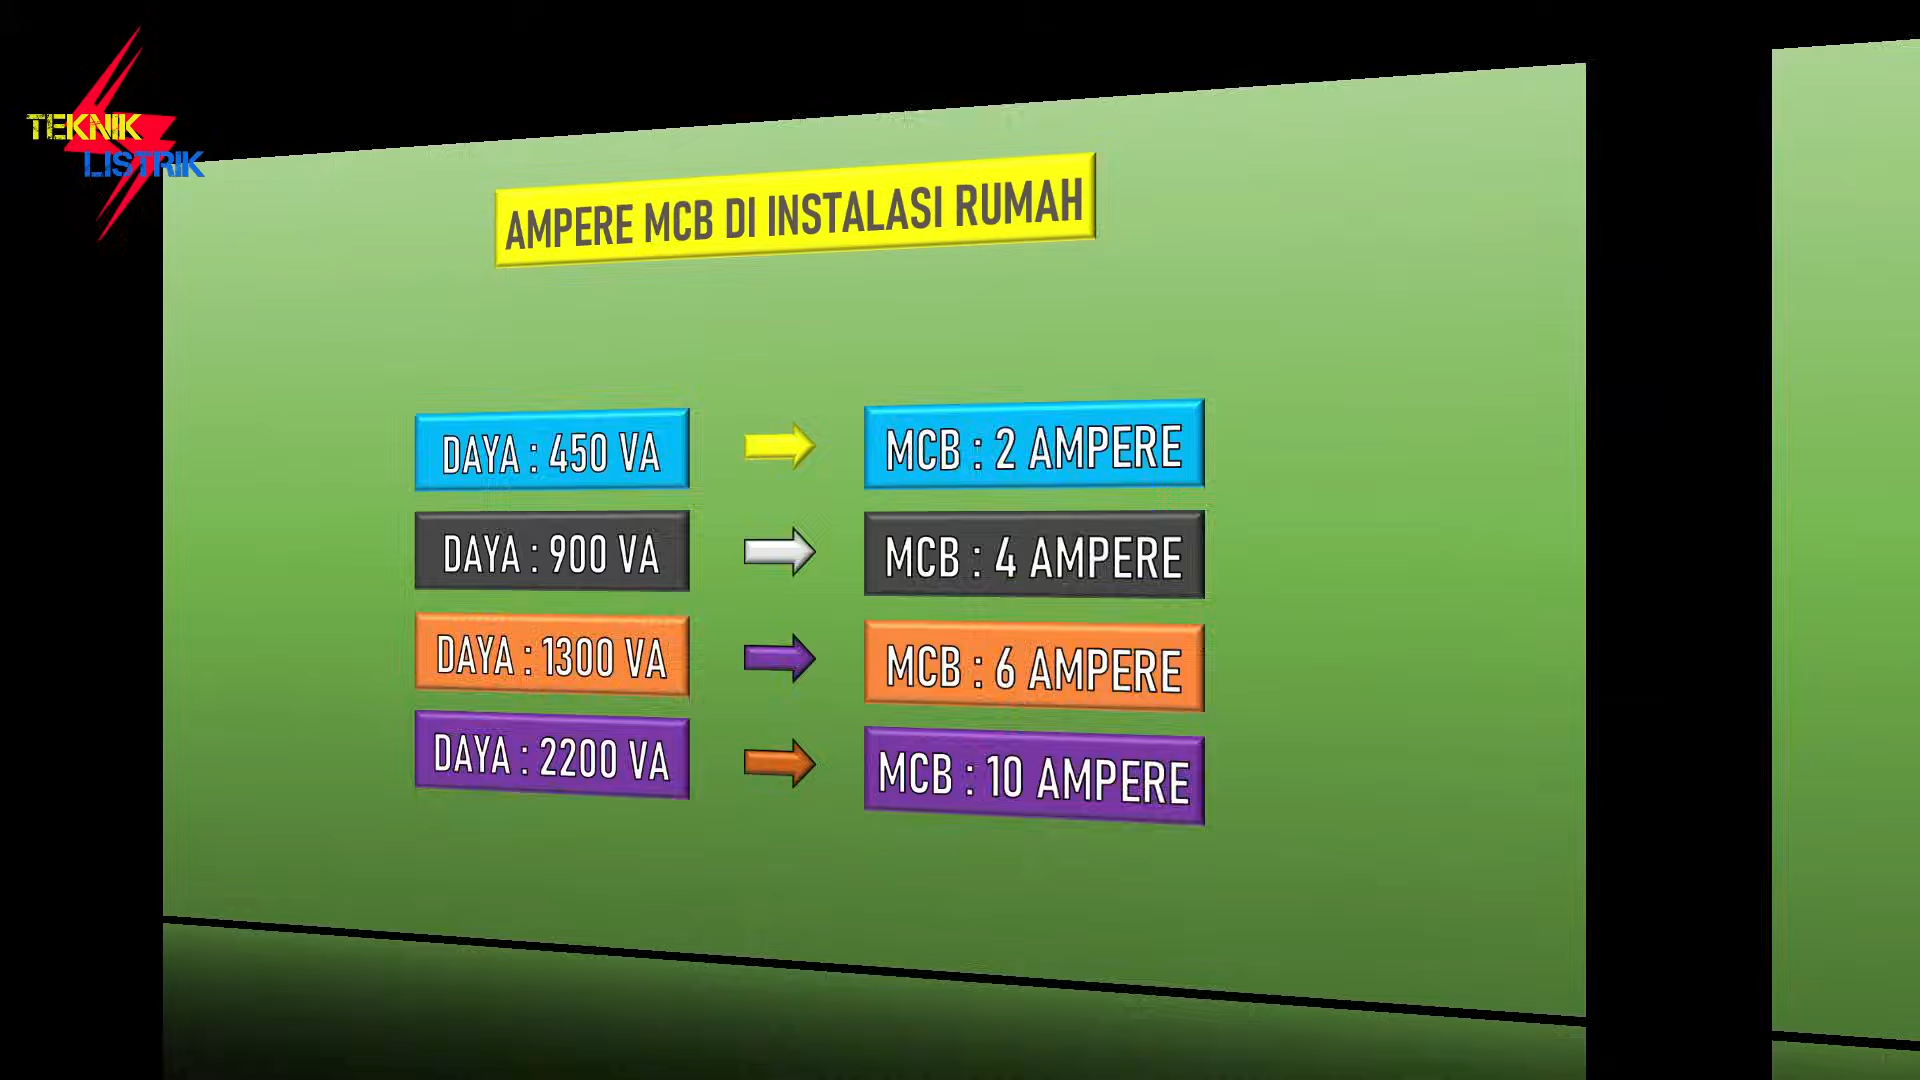 TEKNIK
LISTRIK
AMPERE MCB DI INSTALASI RUMAH
DAYA : 450 VA
MCB : 2 AMPERE
DAYA : 900 VA
MCB : 4 AMPERE
DAYA : 1300 VA
MCB : 6 AMPERE
DAYA : 2200 VA
MCB : 10 AMPERE